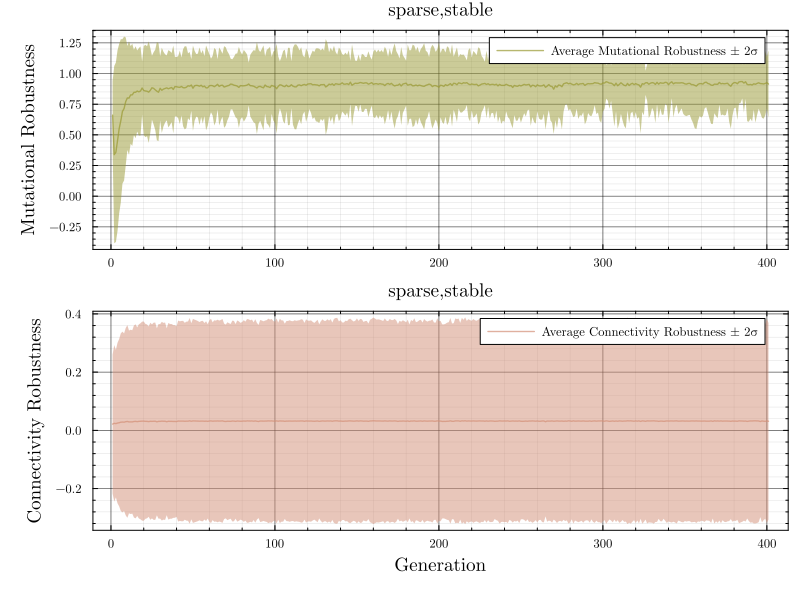 sparse,stable
Mutational Robustness
1.25
1.00
0.75
0.50
0.25
0.00
−0.25
Average Mutational Robustness ± 2σ
0 100 200 300 400
sparse,stable
Connectivity Robustness
0.4
0.2
0.0
−0.2
Average Connectivity Robustness ± 2σ
0 100 200 300 400
Generation